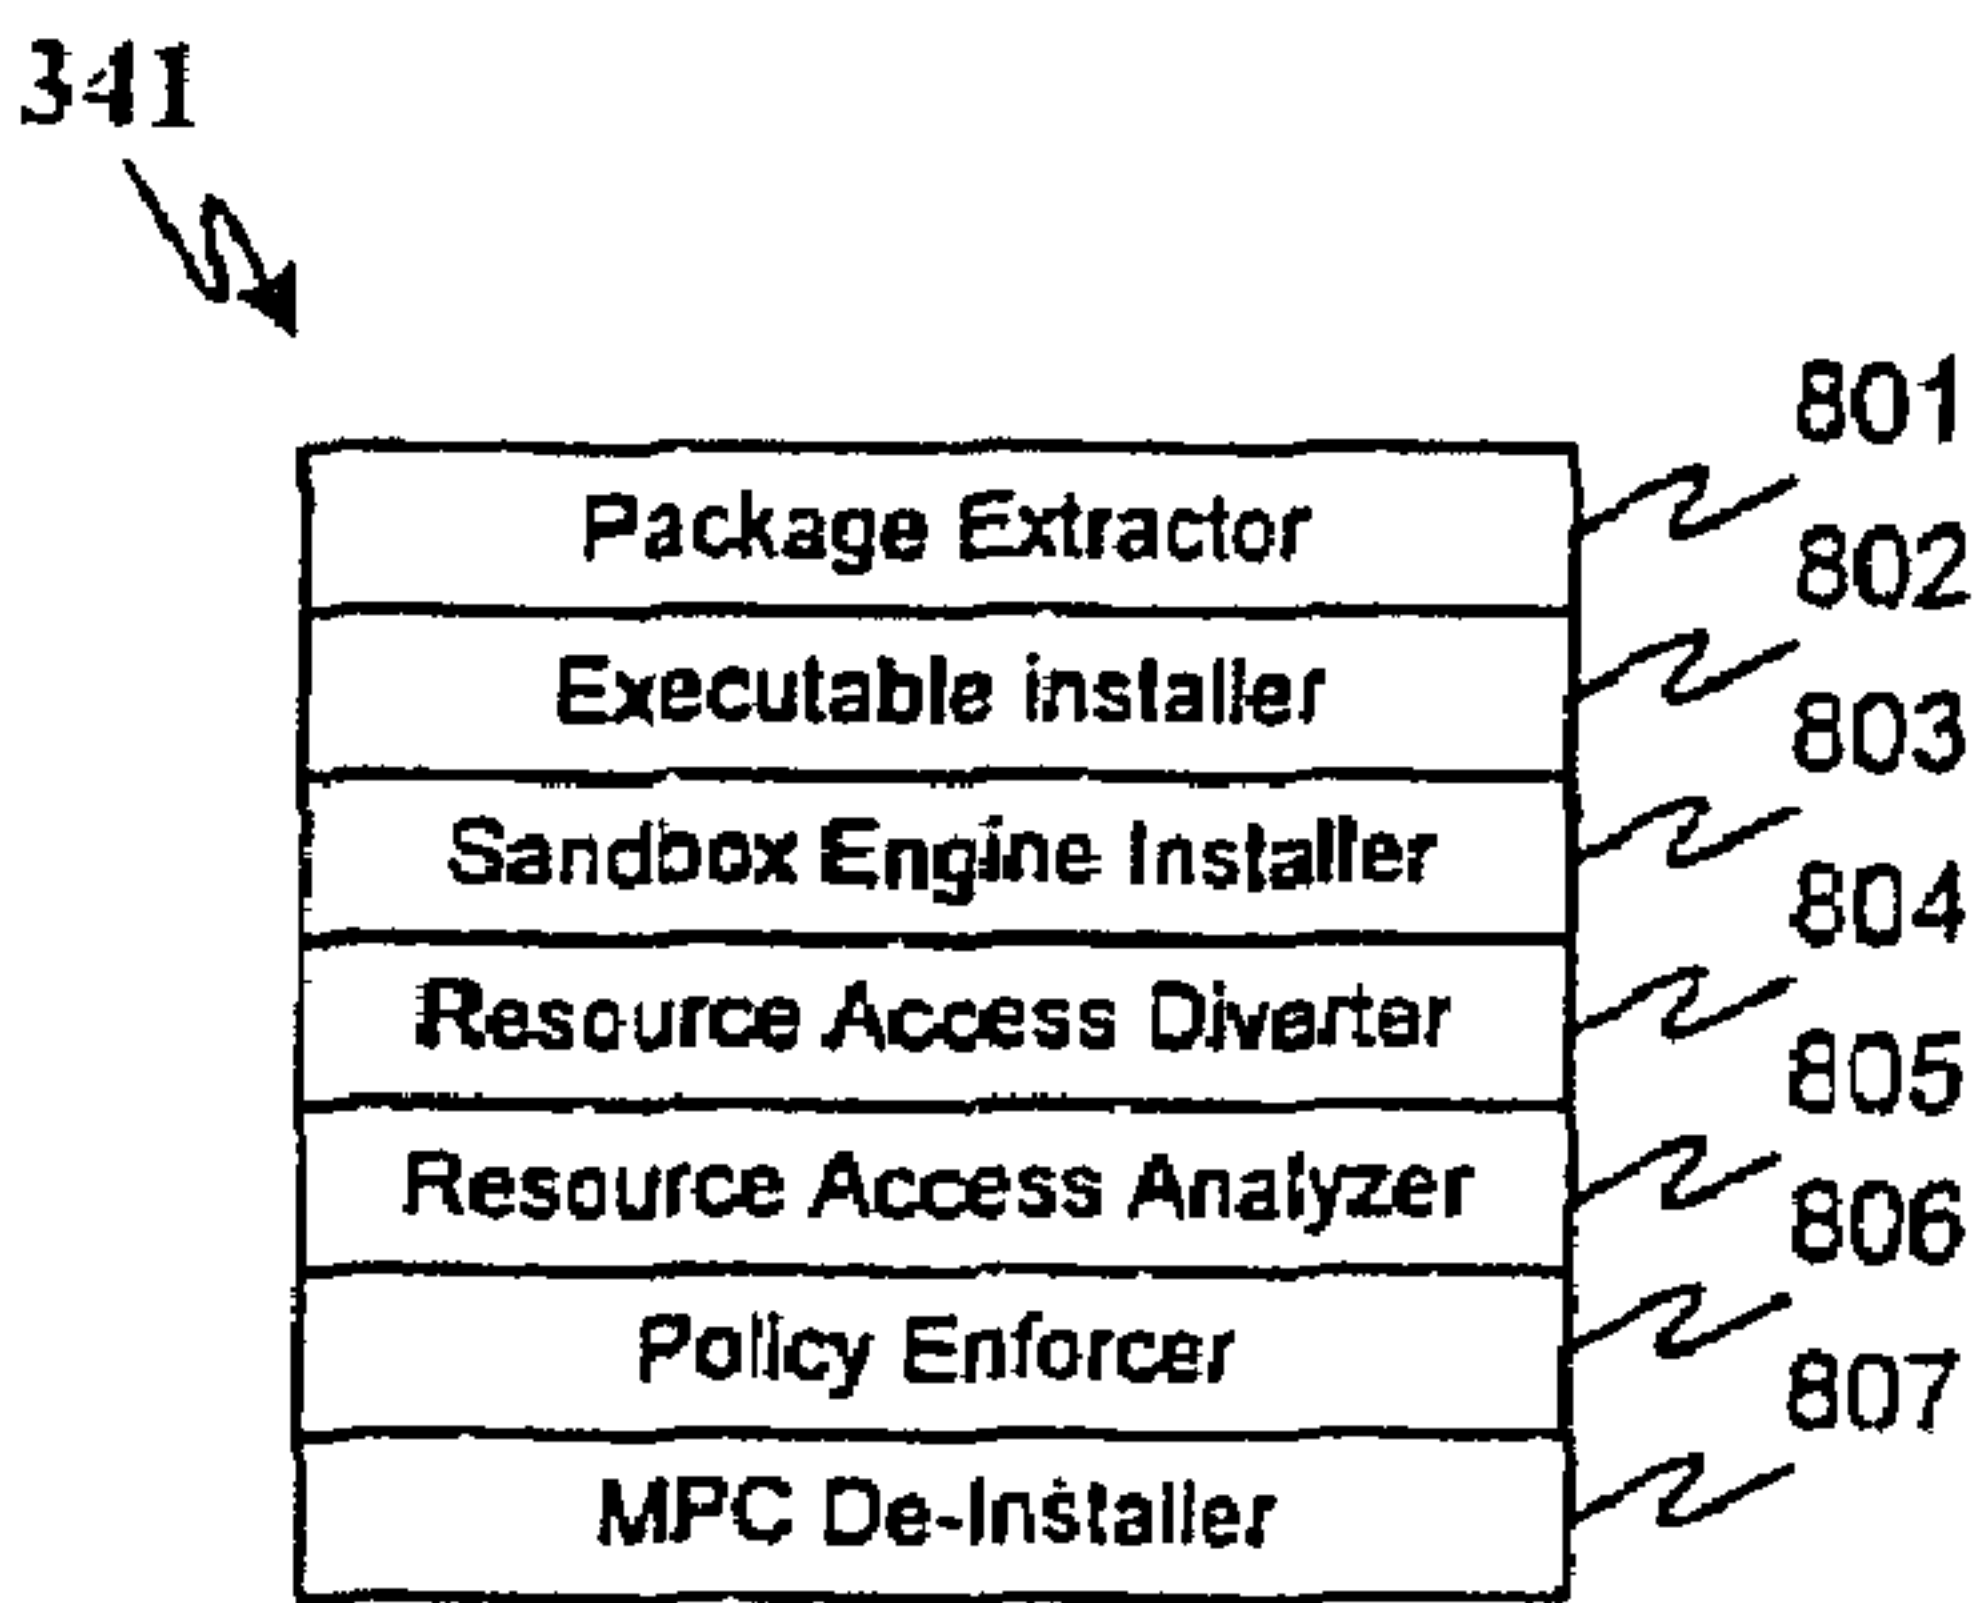 341
801
Package Extractor
802
Executable installer
803
Sandbox Engine Installer
804
Resource Access Diverter
805
Resource Access Analyzer
806
Policy Enforcer
807
MPC De-Installer